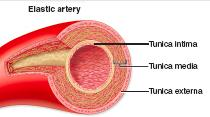 Elastic artery
Tunica intima
Tunica media
Tunica externa